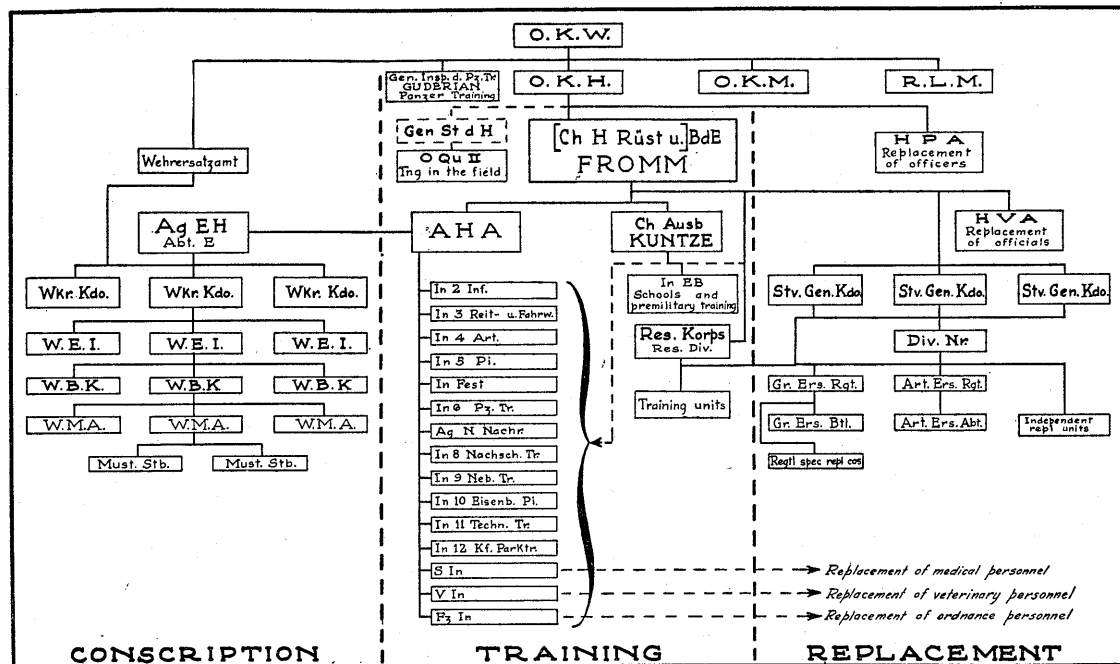 O.K.W.
Gen. Insp. d. Pz. Tr.
GUDERIAN
Panzer Training
O.K.H.
O.K.M.
R.L.M.
Gen St d H
O Qu II
Tng in the field
[Ch H Rüst u.] BdE
FROMM
H P A
Replacement
of officers
Wehrersatzamt
Ag EH
Abt. E
A H A
Ch Ausb
KUNTZE
H V A
Replacement
of officials
Wkr. Kdo.
Wkr. Kdo.
Wkr. Kdo.
W. E. I.
W. E. I.
W. E. I.
W. B. K.
W. B. K
W. B. K
W.M.A.
W.M.A.
W.M.A.
Must. Stb.
Must. Stb.
In 2 Inf.
In 3 Reit- u. Fahrw.
In 4 Art.
In 5 Pi.
In Fest
In 6 Pz. Tr.
Ag N Nachr.
In 8 Nachsch. Tr.
In 9 Neb. Tr.
In 10 Eisenb. Pi.
In 11 Techn. Tr.
In 12 Kf. Parktr.
S In
V In
Fz In
In EB
Schools and
premilitary training
Res. Korps
Res. Div.
Training units
Stv. Gen. Kdo.
Stv. Gen. Kdo.
Stv. Gen. Kdo.
Div. Nr.
Gr. Ers. Rgt.
Art. Ers. Rgt.
Gr. Ers. Btl.
Art. Ers. Abt.
Independent
repl units
Regtl spec repl cos
Replacement of medical personnel
Replacement of veterinary personnel
Replacement of ordnance personnel
CONSCRIPTION
TRAINING
REPLACEMENT